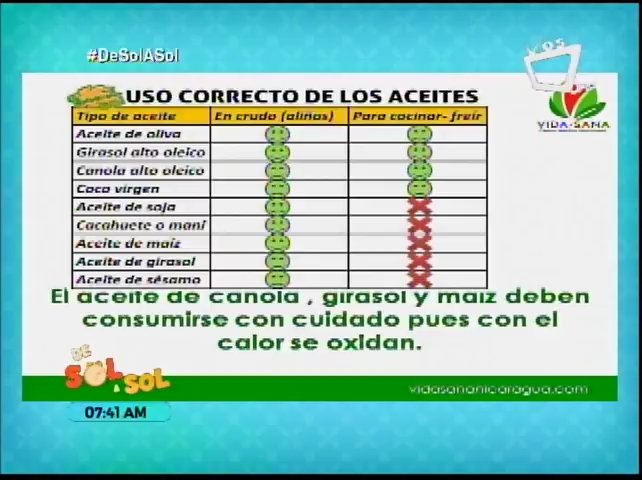 #DeSolASol
VOS
USO CORRECTO DE LOS ACEITES
Tipo de aceite En crudo (aliños) Para cocinar- freír
Aceite de oliva
Girasol alto oleico
Canola alto oleico
Coco virgen
Aceite de soja
Cacahuete o maní
Aceite de maíz
Aceite de girasol
Aceite de sésamo
VIDA-SANA
El aceite de canola , girasol y maíz deben
consumirse con cuidado pues con el
calor se oxidan.
DE
SOL
A SOL
vidasananicaragua.com
07:41 AM